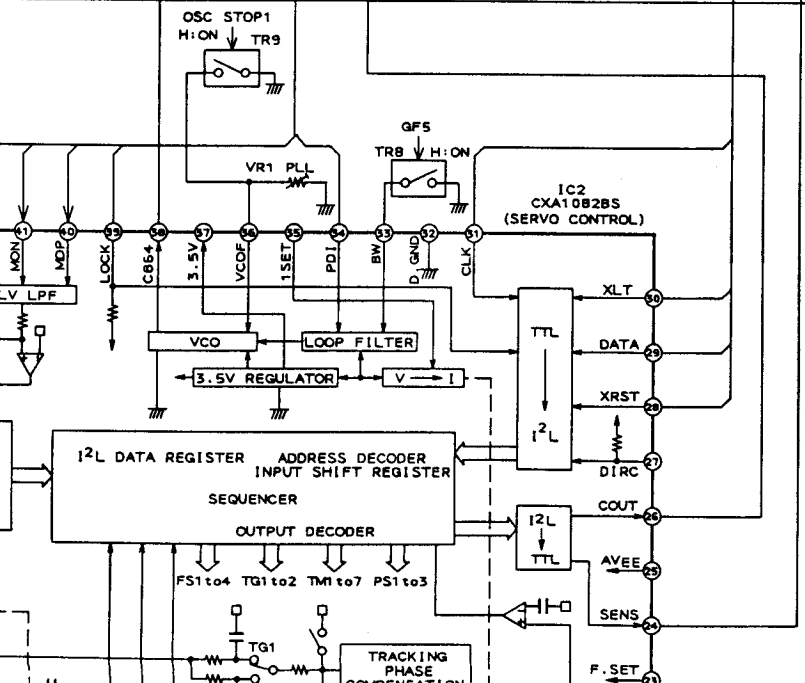 OSC STOP1
H:ON
TR9
GFS
TR8 H:ON
VR1 PLL
IC2
CXA1082BS
(SERVO CONTROL)
41 40 39 38 37 36 35 34 33 32 31
MON
MDP
LOCK
C864
3.5V
VCOF
1SET
PDI
BW
D.GND
CLK
LV LPF
XLT
30
TTL
VCO
LOOP FILTER
DATA
29
3.5V REGULATOR
V → I
XRST
28
I²L
I²L DATA REGISTER
ADDRESS DECODER
INPUT SHIFT REGISTER
27
DIRC
SEQUENCER
COUT
26
I²L
OUTPUT DECODER
TTL
AVEE
25
FS1to4 TG1to2 TM1to7 PS1to3
SENS
24
TG1
TRACKING
PHASE
COMPENSATION
F.SET
23